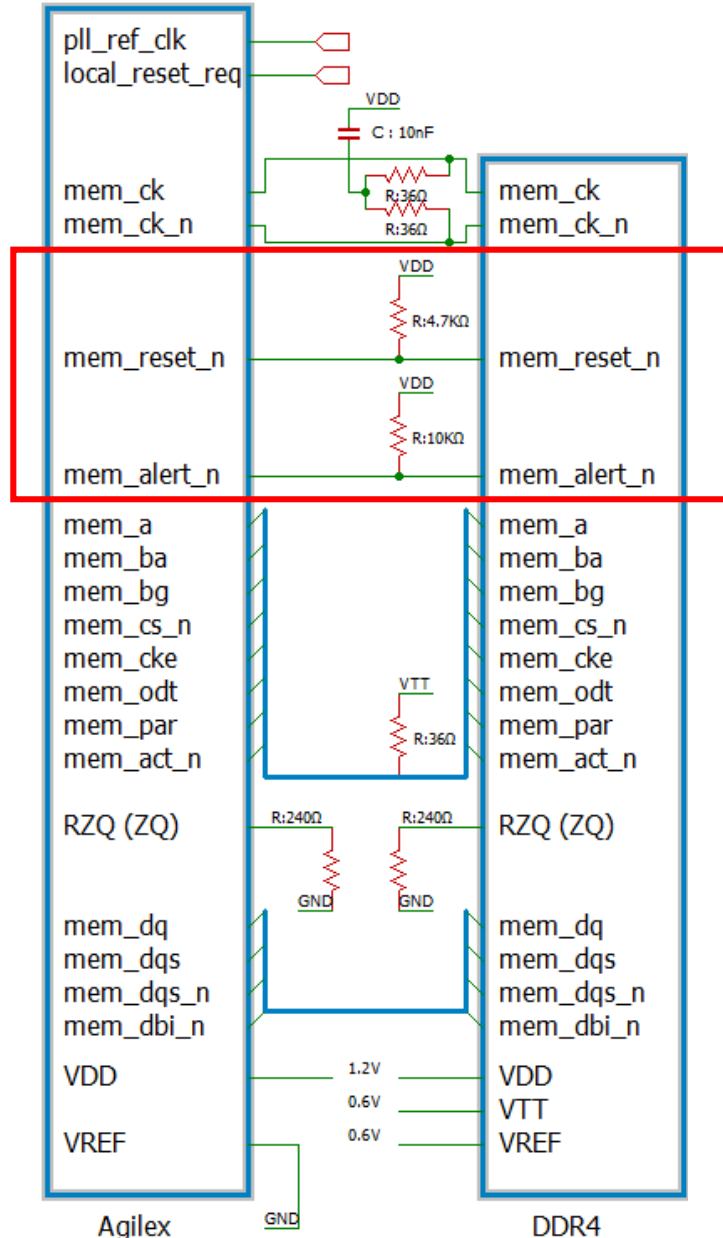 pll_ref_clk
local_reset_req
VDD
C : 10nF
mem_ck
R:36Ω
mem_ck
mem_ck_n
R:36Ω
mem_ck_n
VDD
R:4.7KΩ
mem_reset_n
mem_reset_n
VDD
R:10KΩ
mem_alert_n
mem_alert_n
mem_a
mem_a
mem_ba
mem_ba
mem_bg
mem_bg
mem_cs_n
mem_cs_n
mem_cke
mem_cke
mem_odt
VTT
mem_odt
mem_par
mem_par
R:36Ω
mem_act_n
mem_act_n
RZQ (ZQ)
R:240Ω
R:240Ω
RZQ (ZQ)
GND
GND
mem_dq
mem_dq
mem_dqs
mem_dqs
mem_dqs_n
mem_dqs_n
mem_dbi_n
mem_dbi_n
VDD
1.2V
VDD
0.6V
VTT
VREF
0.6V
VREF
GND
Agilex
DDR4